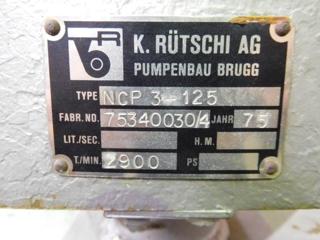 K. RÜTSCHI AG
PUMPENBAU BRUGG
TYPE NCP 3-125
FABR. NO. 75340030/4 JAHR 75
LIT./SEC. H. M.
T./MIN. 2900 PS